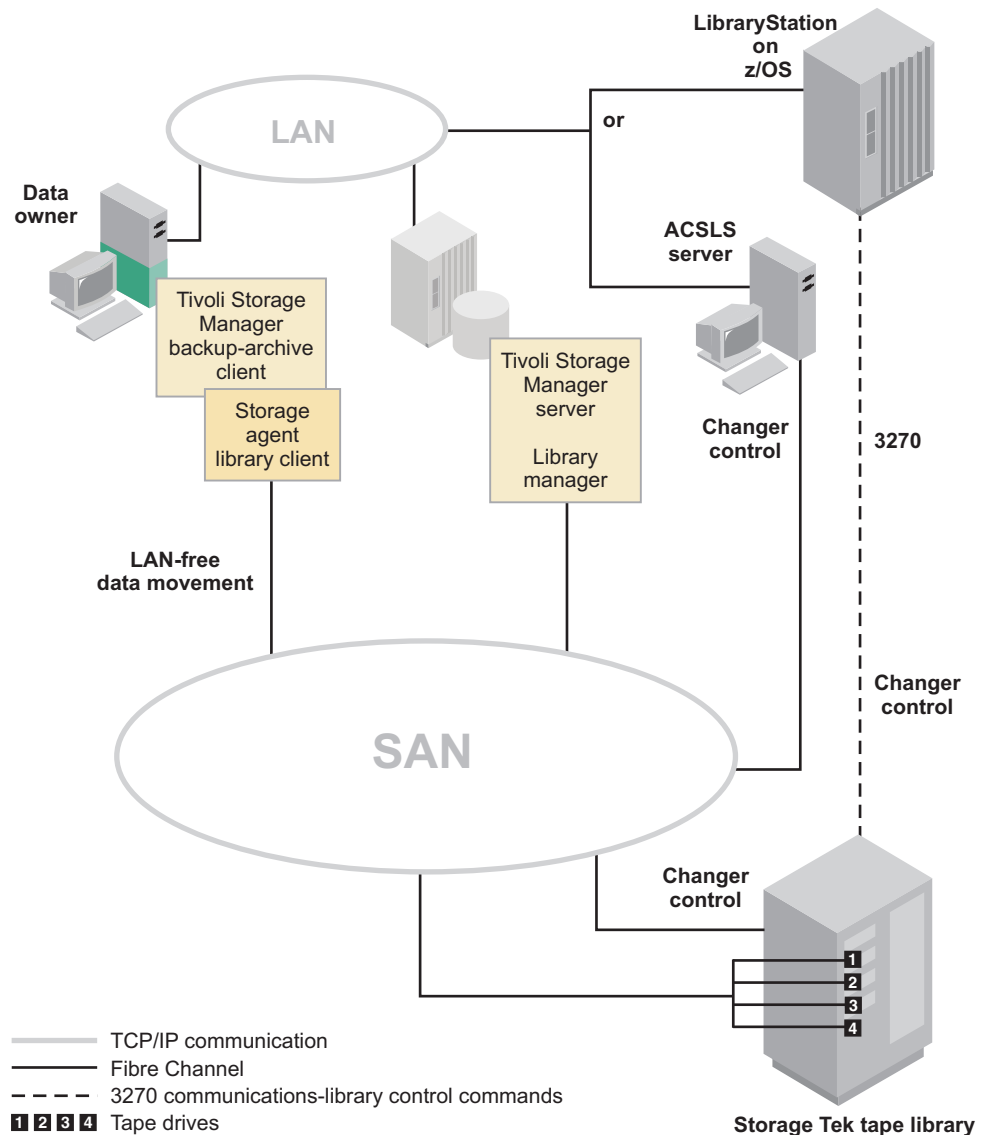 LibraryStation
on
z/OS
LAN
or
Data
owner
ACSLS
server
Tivoli Storage
Manager
backup-archive
client
Storage
agent
library client
Tivoli Storage
Manager
server
Library
manager
Changer
control
3270
LAN-free
data movement
Changer
control
SAN
Changer
control
1
2
3
4
TCP/IP communication
Fibre Channel
3270 communications-library control commands
1 2 3 4 Tape drives
Storage Tek tape library